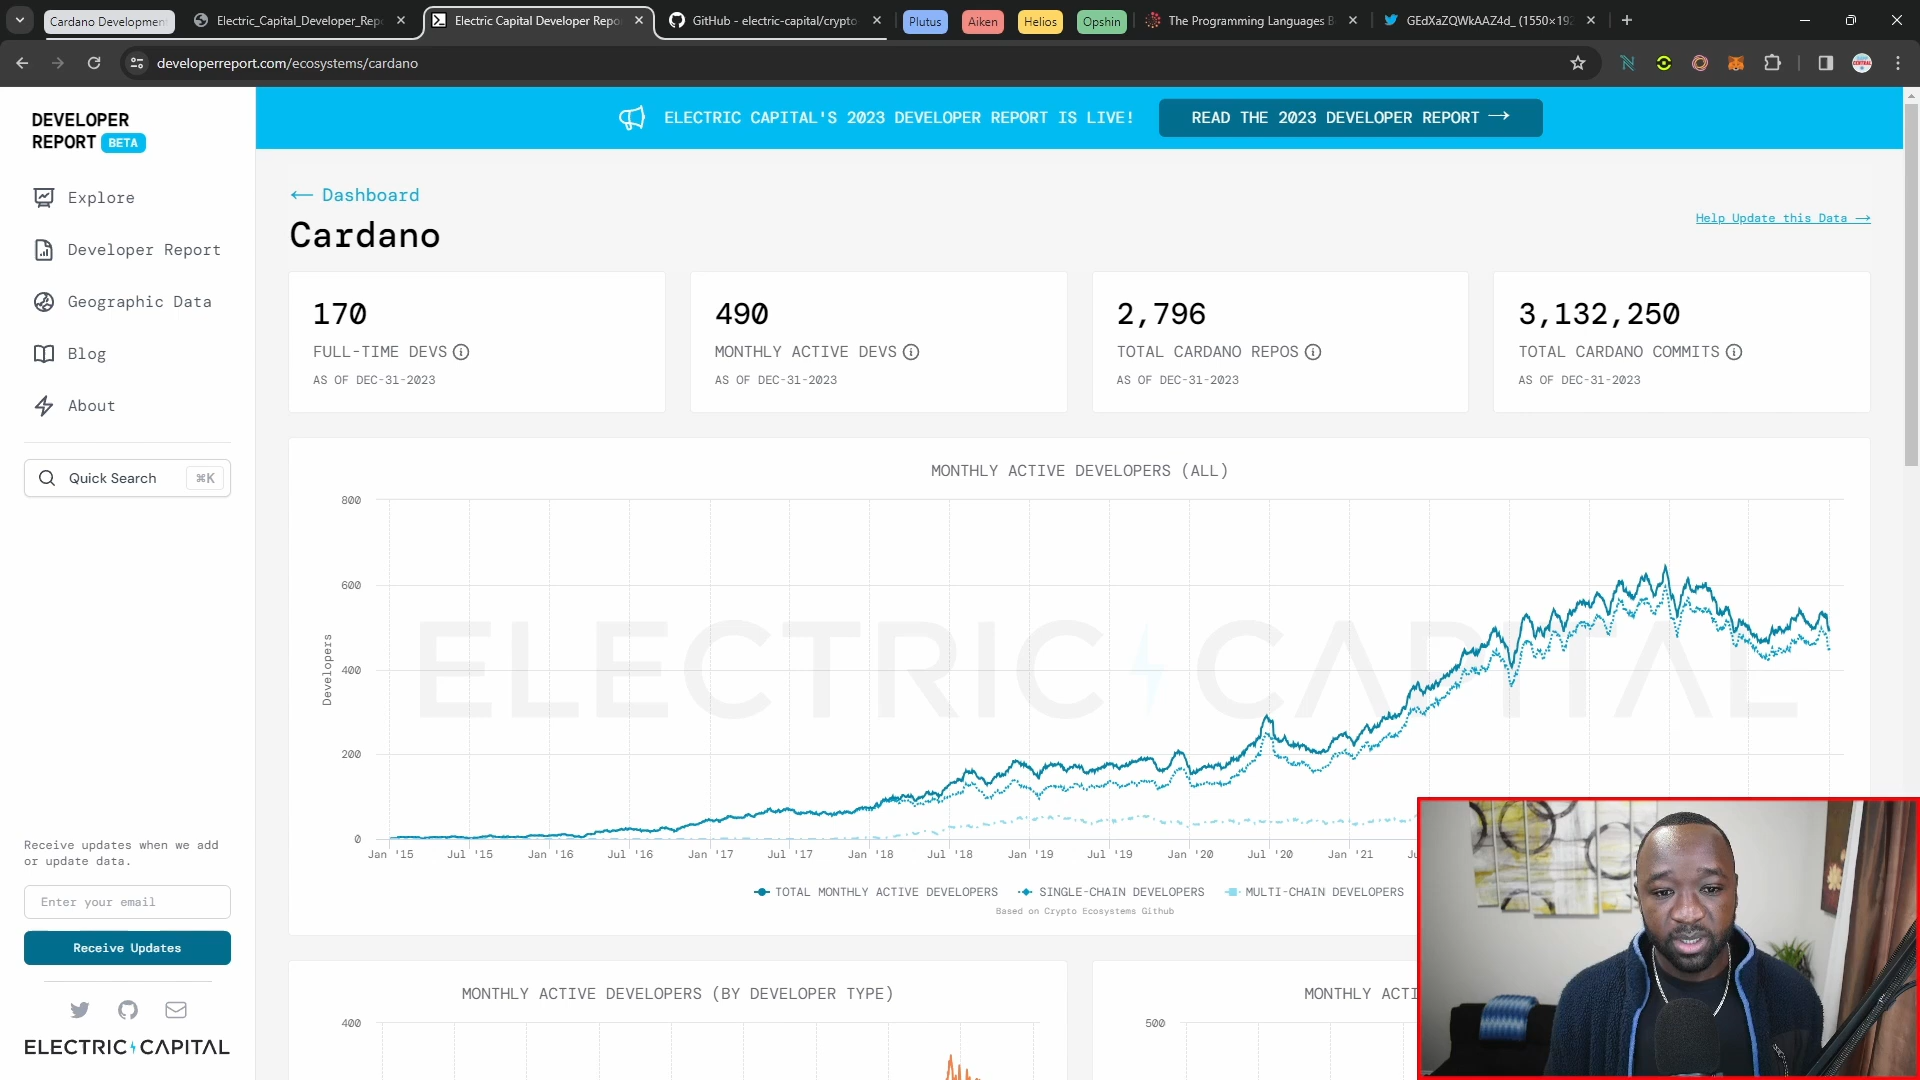 Cardano Developmen
Electric_Capital_Developer_Repo
Electric Capital Developer Repo
GitHub - electric-capital/crypto
Plutus
Aiken
Helios
Opshin
The Programming Languages B
GEdXaZQWkAAZ4d_ (1550×192
developerreport.com/ecosystems/cardano
DEVELOPER
REPORT BETA
Explore
Developer Report
Geographic Data
Blog
About
Quick Search ⌘K
Receive updates when we add
or update data.
Enter your email
Receive Updates
ELECTRIC CAPITAL
ELECTRIC CAPITAL'S 2023 DEVELOPER REPORT IS LIVE!
READ THE 2023 DEVELOPER REPORT →
← Dashboard
Cardano
Help Update this Data →
170
FULL-TIME DEVS
AS OF DEC-31-2023
490
MONTHLY ACTIVE DEVS
AS OF DEC-31-2023
2,796
TOTAL CARDANO REPOS
AS OF DEC-31-2023
3,132,250
TOTAL CARDANO COMMITS
AS OF DEC-31-2023
MONTHLY ACTIVE DEVELOPERS (ALL)
800
600
400
200
0
Developers
ELECTRIC CAPITAL
Jan '15 Jul '15 Jan '16 Jul '16 Jan '17 Jul '17 Jan '18 Jul '18 Jan '19 Jul '19 Jan '20 Jul '20 Jan '21
TOTAL MONTHLY ACTIVE DEVELOPERS SINGLE-CHAIN DEVELOPERS MULTI-CHAIN DEVELOPERS
Based on Crypto Ecosystems Github
MONTHLY ACTIVE DEVELOPERS (BY DEVELOPER TYPE)
400
MONTHLY ACTI
500